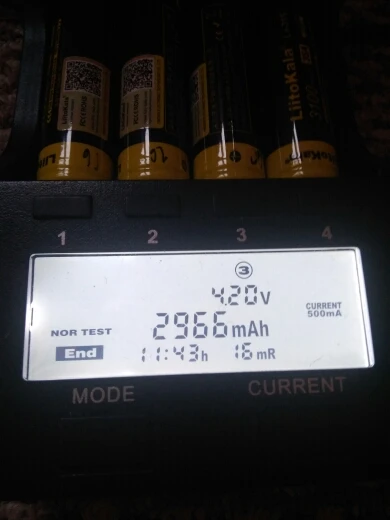 LiitoKala
1 2 3 4
3
4.20v
CURRENT
500mA
2966mAh
NOR TEST
End
11:43h
16mR
MODE
CURRENT